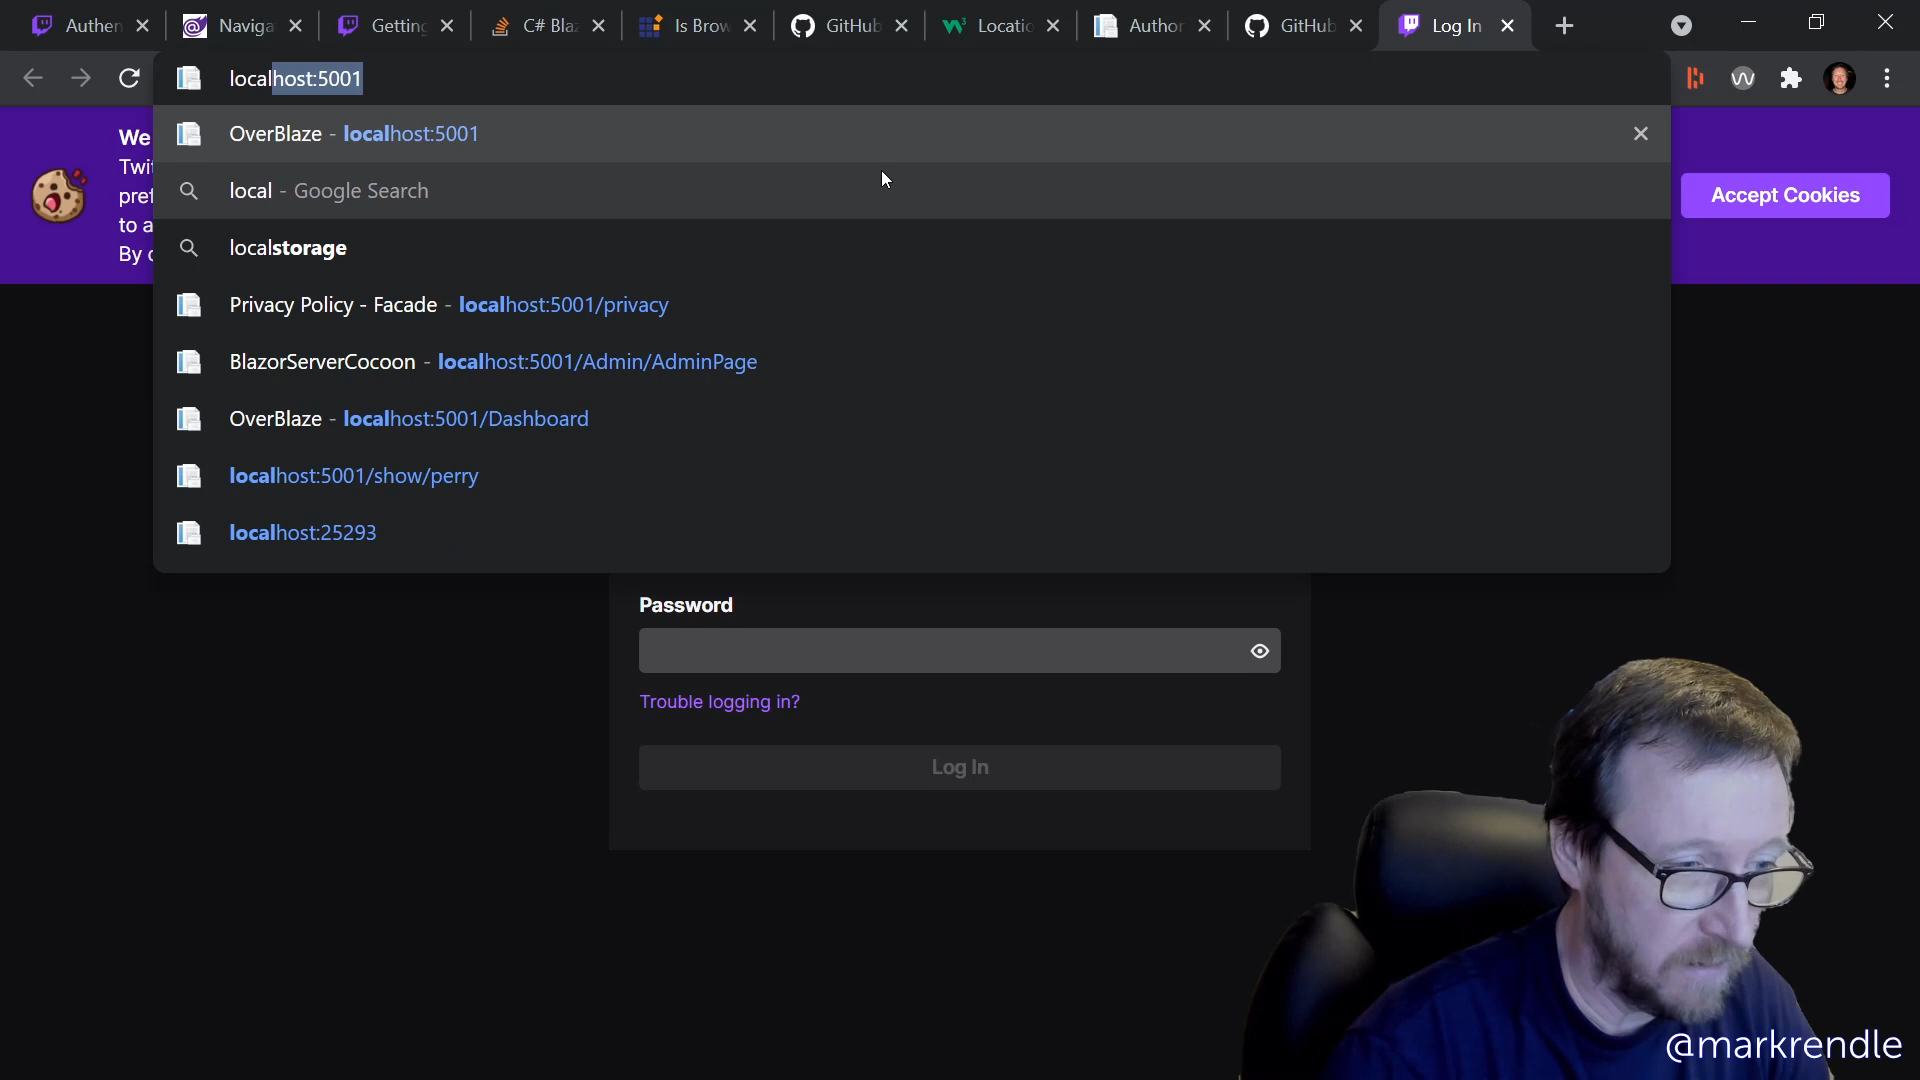 Authen
Naviga
Getting
C# Blaz
Is Brow
GitHub
Locatio
Author
GitHub
Log In
localhost:5001
OverBlaze - localhost:5001
local - Google Search
localstorage
Privacy Policy - Facade - localhost:5001/privacy
BlazorServerCocoon - localhost:5001/Admin/AdminPage
OverBlaze - localhost:5001/Dashboard
localhost:5001/show/perry
localhost:25293
We
Twi
pref
to a
By
Accept Cookies
Password
Trouble logging in?
Log In
@markrendle